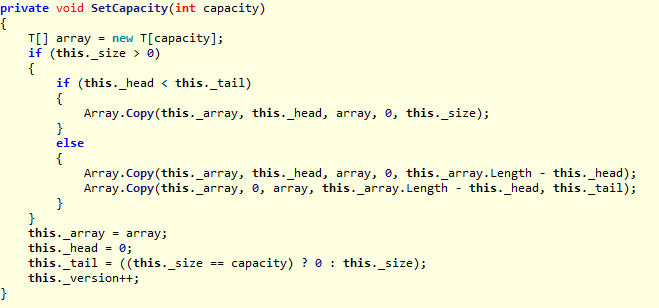 private void SetCapacity(int capacity)
{
    T[] array = new T[capacity];
    if (this._size > 0)
    {
        if (this._head < this._tail)
        {
            Array.Copy(this._array, this._head, array, 0, this._size);
        }
        else
        {
            Array.Copy(this._array, this._head, array, 0, this._array.Length - this._head);
            Array.Copy(this._array, 0, array, this._array.Length - this._head, this._tail);
        }
    }
    this._array = array;
    this._head = 0;
    this._tail = ((this._size == capacity) ? 0 : this._size);
    this._version++;
}